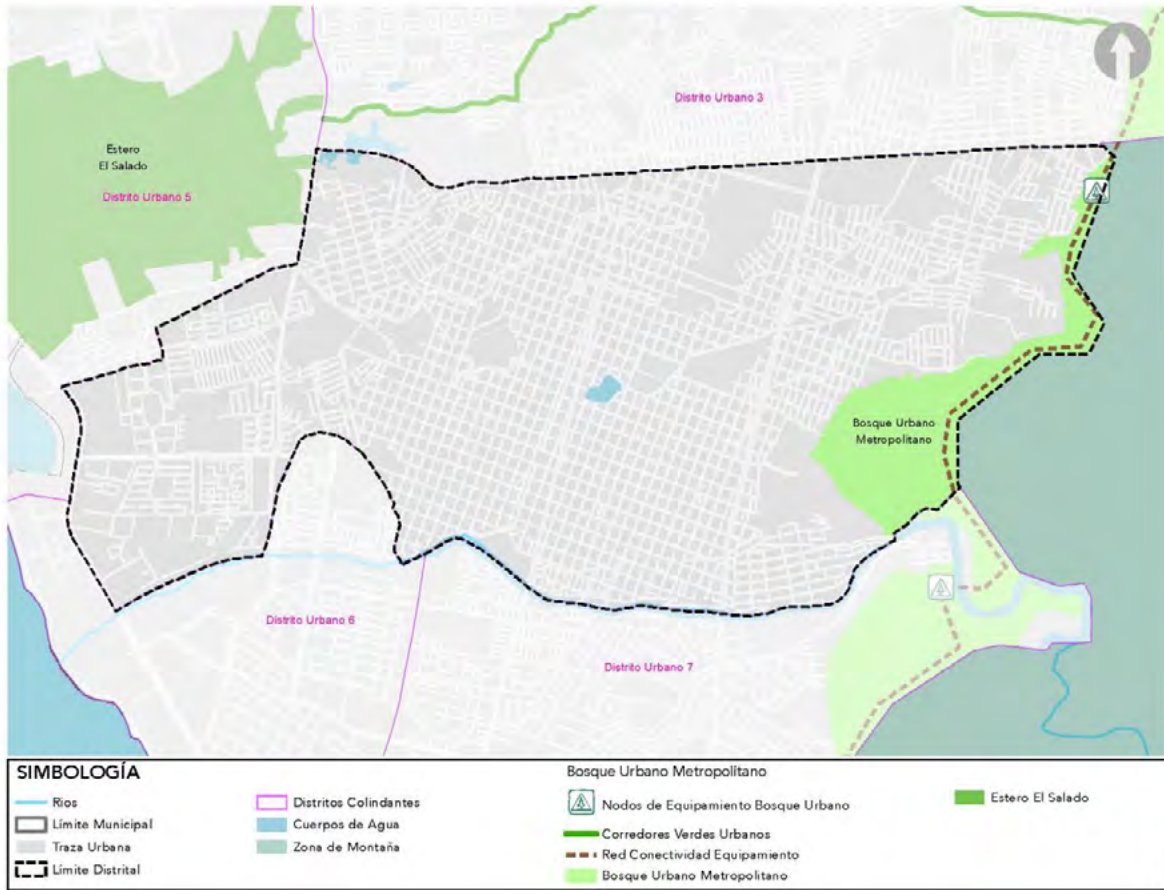 Distrito Urbano 3
Estero
El Salado
Distrito Urbano 5
Bosque Urbano
Metropolitano
Distrito Urbano 6
Distrito Urbano 7
SIMBOLOGÍA
Rios
Límite Municipal
Traza Urbana
Límite Distrital
Distritos Colindantes
Cuerpos de Agua
Zona de Montaña
Bosque Urbano Metropolitano
Nodos de Equipamiento Bosque Urbano
Corredores Verdes Urbanos
Red Conectividad Equipamiento
Bosque Urbano Metropolitano
Estero El Salado